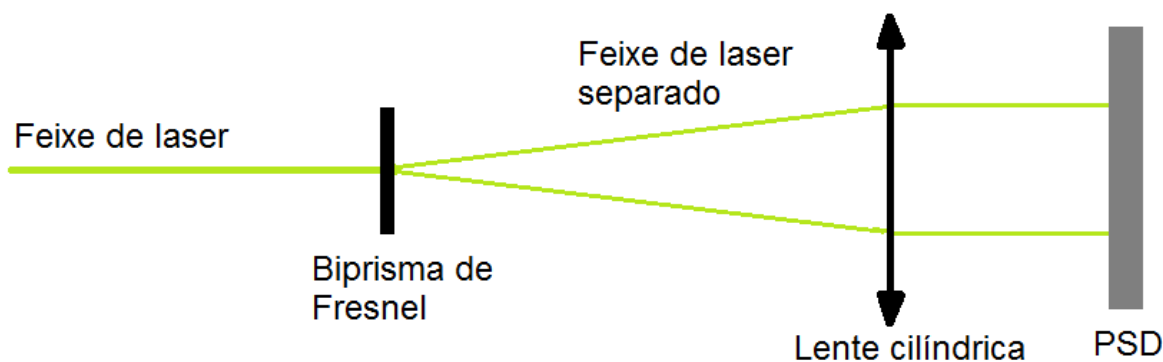 Feixe de laser
Biprisma de
Fresnel
Feixe de laser
separado
Lente cilíndrica
PSD